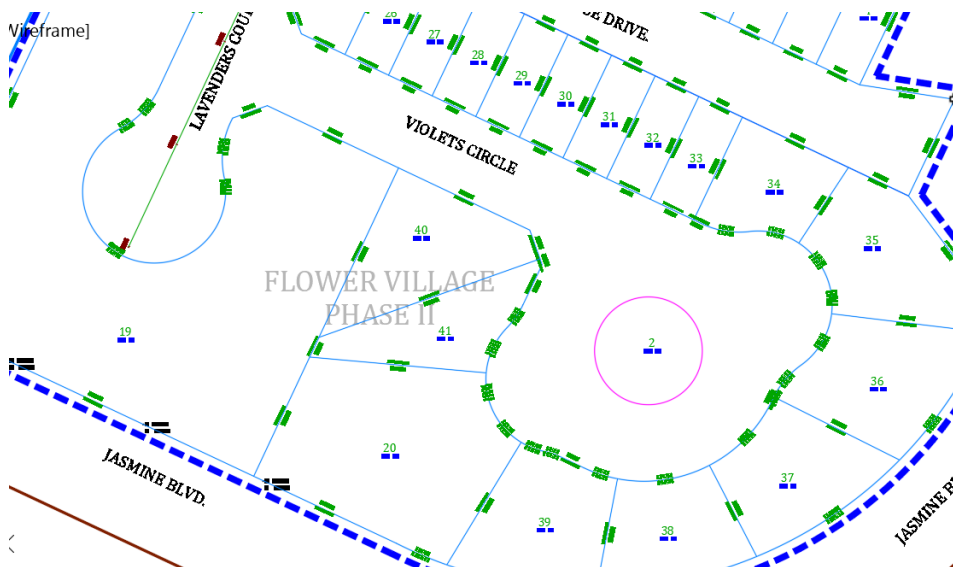 Wireframe]
LAVENDERS COU
E DRIVE.
26
27
28
29
30
31
32
33
34
35
VIOLETS CIRCLE
40
FLOWER VILLAGE
PHASE II
19
41
2
36
20
37
39
38
JASMINE BLVD.
JASMINE B